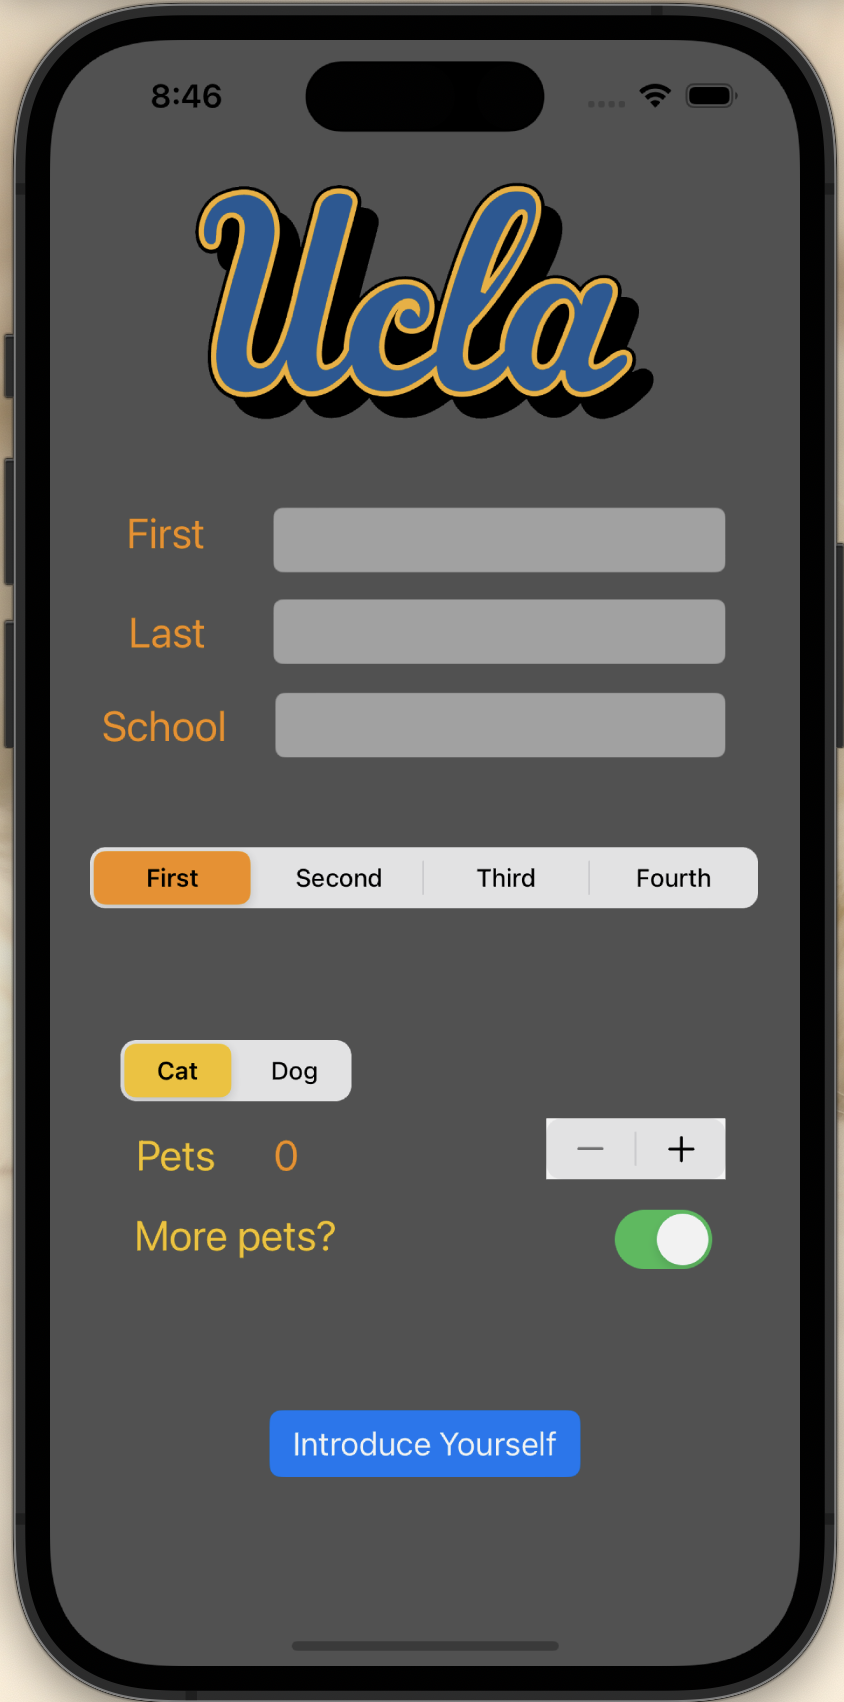 8:46
Ucla
First
Last
School
First Second Third Fourth
Cat Dog
Pets 0
More pets?
Introduce Yourself